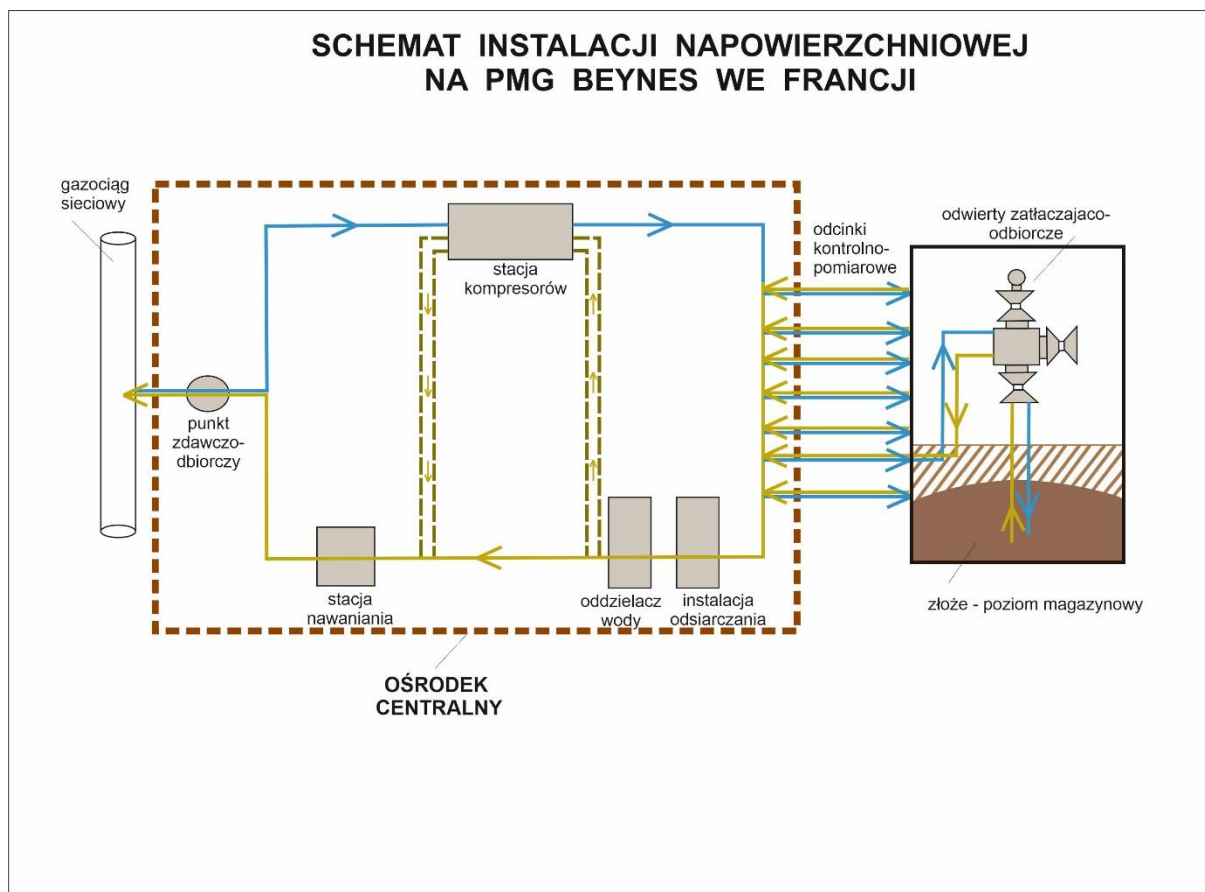 SCHEMAT INSTALACJI NAPOWIERZCHNIOWEJ
NA PMG BEYNES WE FRANCJI
gazociąg
sieciowy
stacja
kompresorów
odcinki
kontrolno-
pomiarowe
odwierty zatłaczajaco-
odbiorcze
punkt
zdawczo-
odbiorczy
stacja
nawaniania
oddzielacz
wody
instalacja
odsiarczania
złoże - poziom magazynowy
OŚRODEK
CENTRALNY